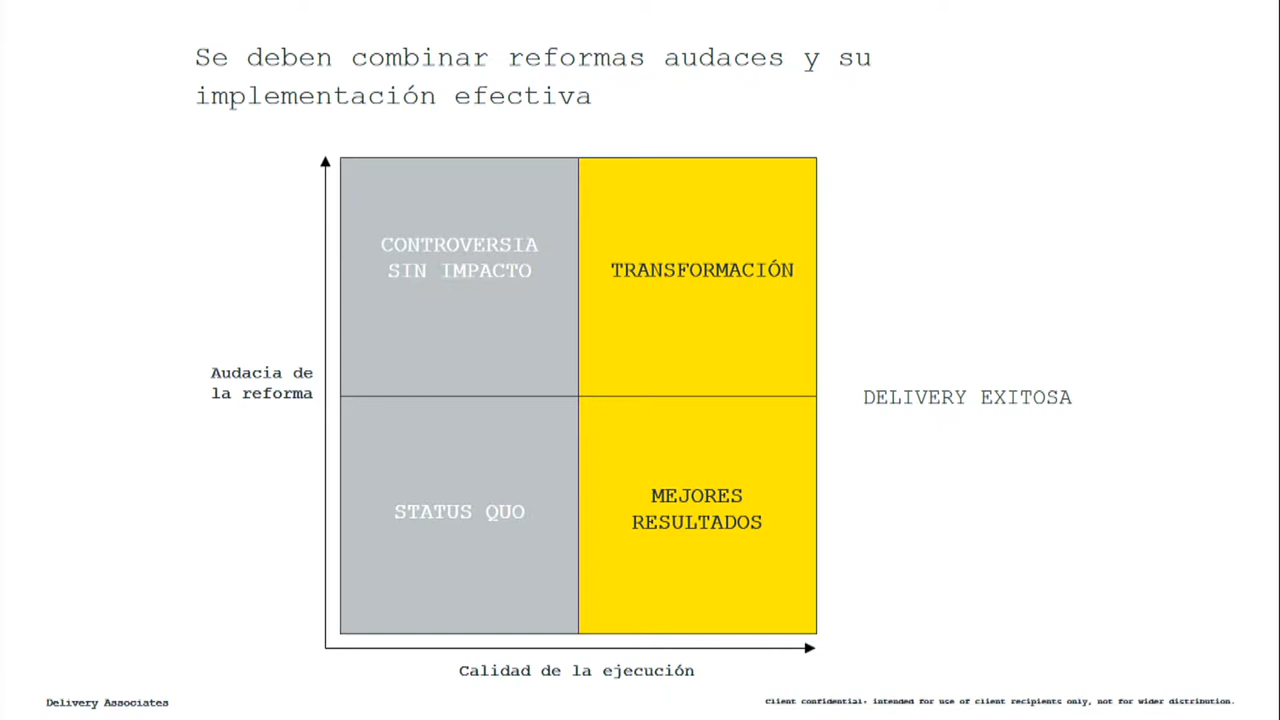 Se deben combinar reformas audaces y su
implementación efectiva
CONTROVERSIA
SIN IMPACTO
TRANSFORMACIÓN
Audacia de
la reforma
DELIVERY EXITOSA
STATUS QUO
MEJORES
RESULTADOS
Calidad de la ejecución
Delivery Associates
Client confidential: intended for use of client recipients only, not for wider distribution.